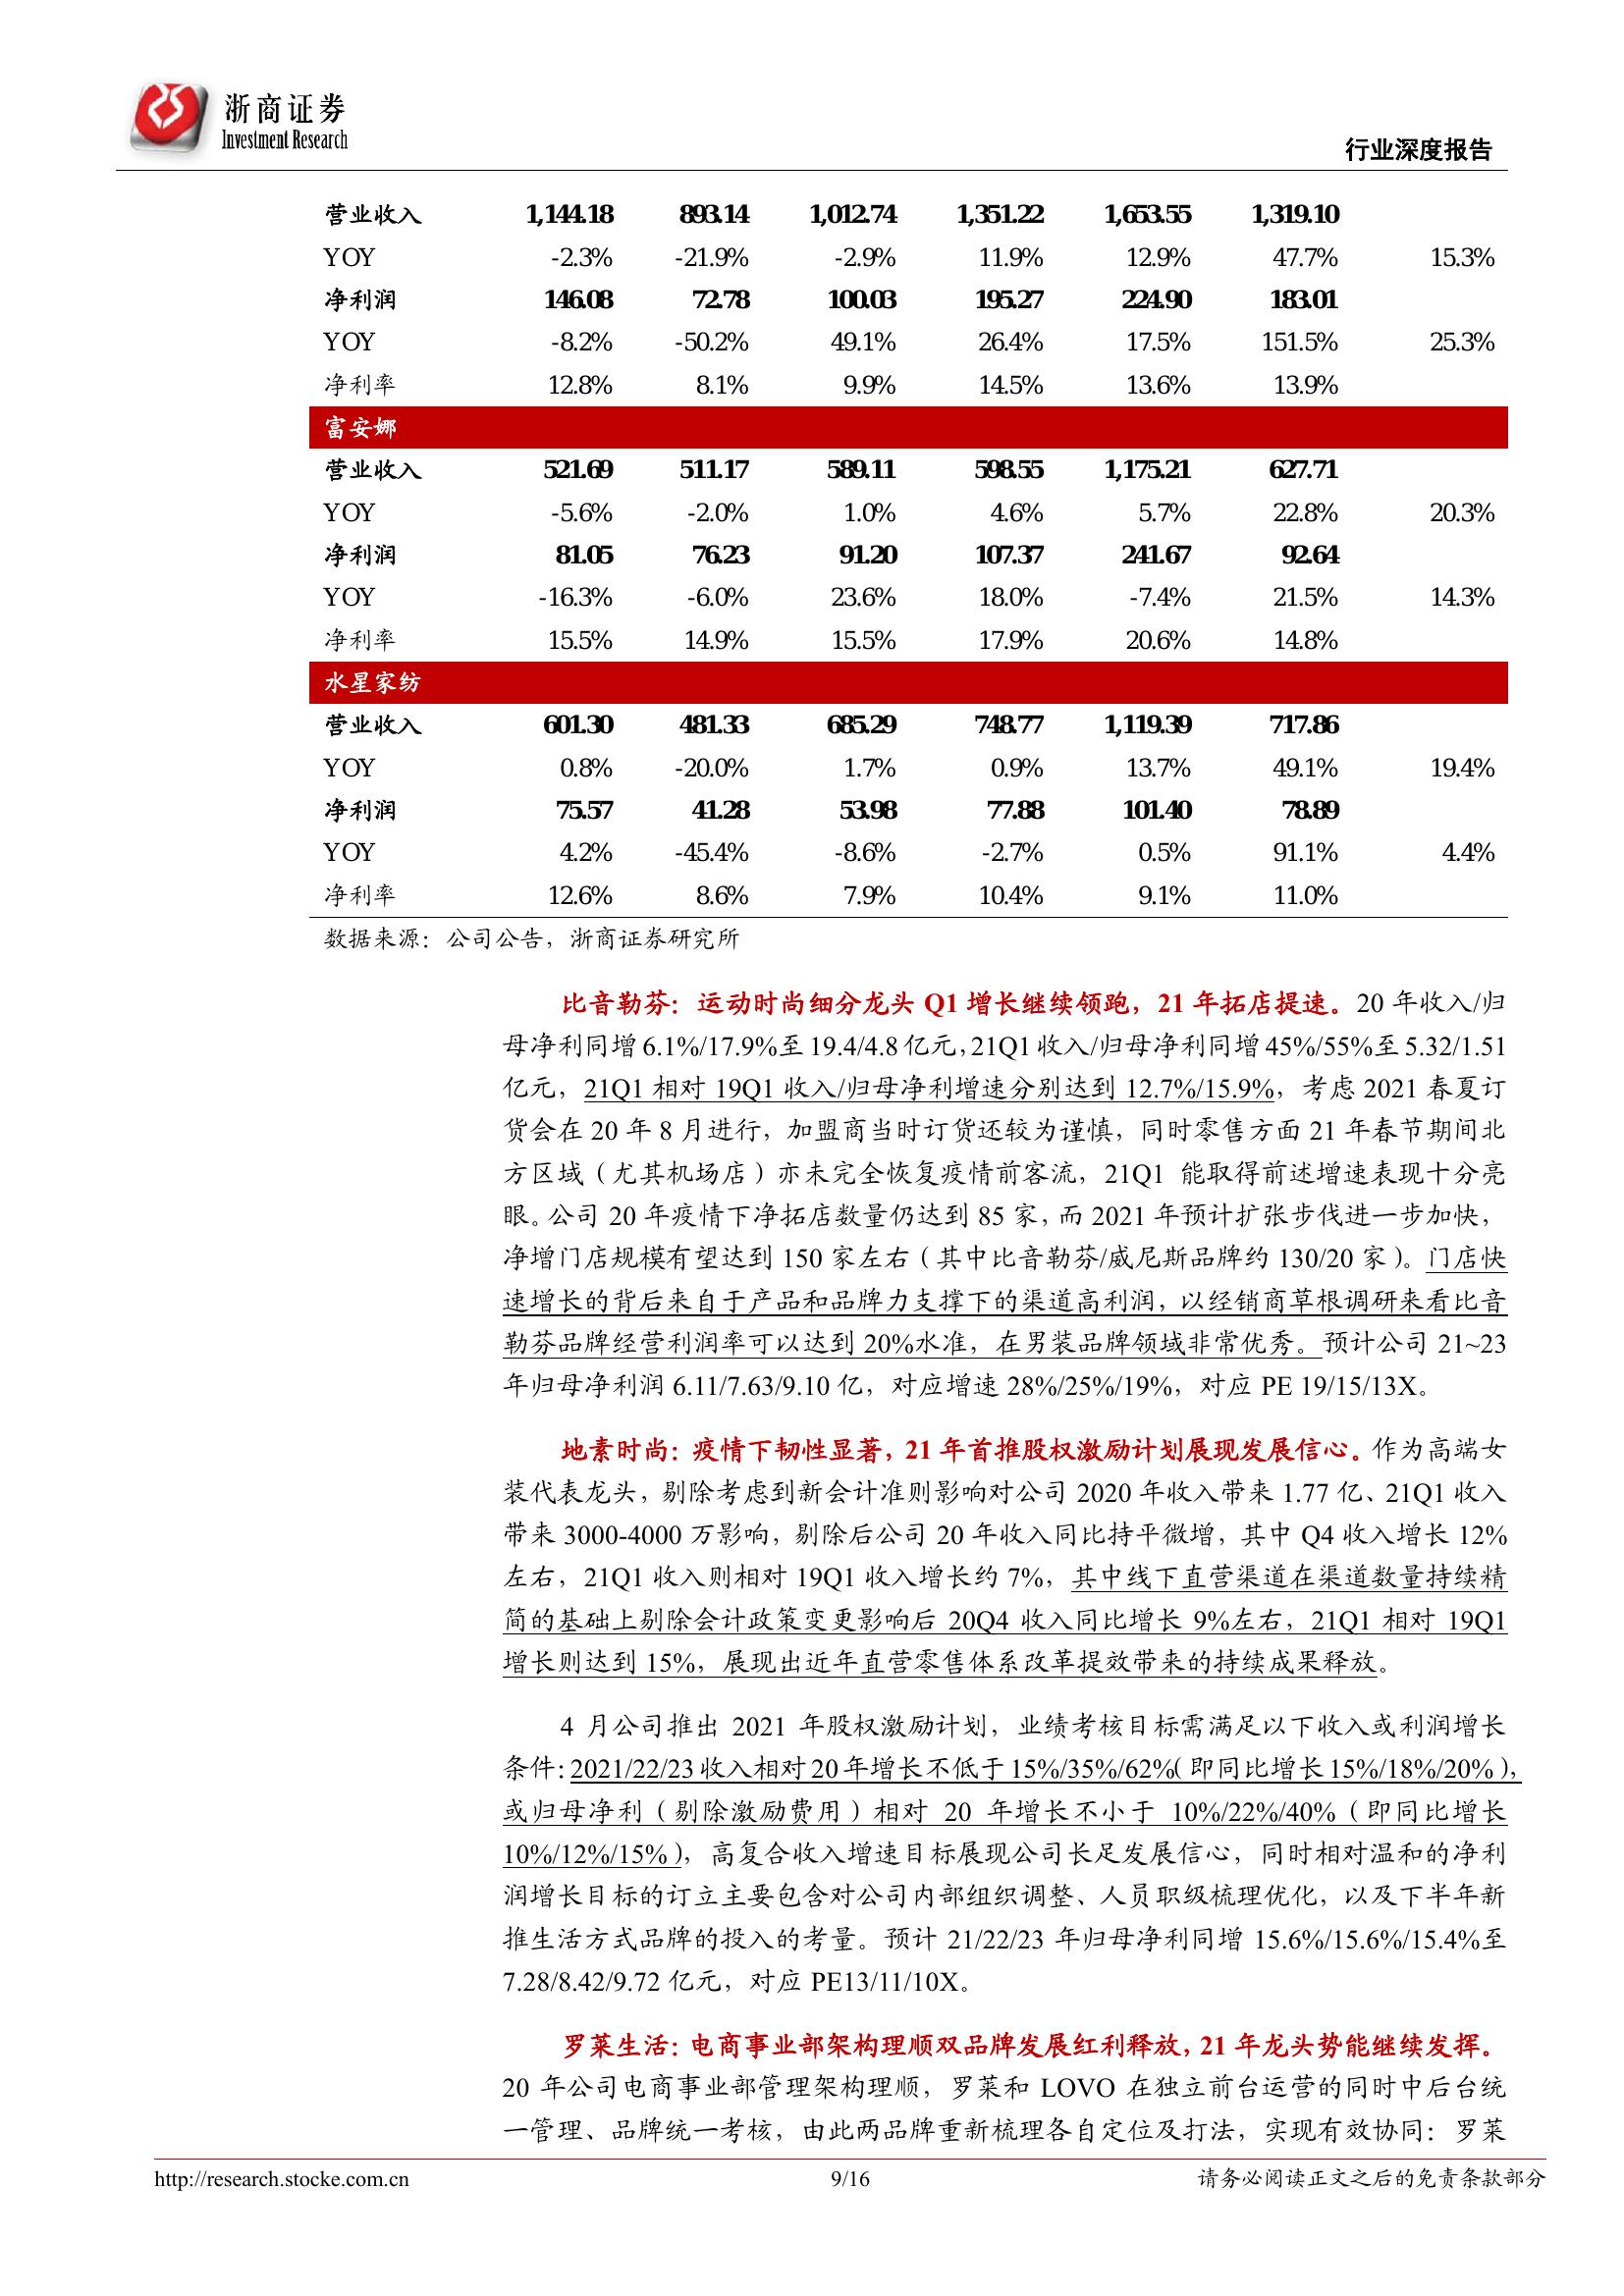 浙商证券
Investment Research
行业深度报告
营业收入 1,144.18 893.14 1,012.74 1,351.22 1,653.55 1,319.10
YOY -2.3% -21.9% -2.9% 11.9% 12.9% 47.7% 15.3%
净利润 146.08 72.78 100.03 195.27 224.90 183.01
YOY -8.2% -50.2% 49.1% 26.4% 17.5% 151.5% 25.3%
净利率 12.8% 8.1% 9.9% 14.5% 13.6% 13.9%
富安娜
营业收入 521.69 511.17 589.11 598.55 1,175.21 627.71
YOY -5.6% -2.0% 1.0% 4.6% 5.7% 22.8% 20.3%
净利润 81.05 76.23 91.20 107.37 241.67 92.64
YOY -16.3% -6.0% 23.6% 18.0% -7.4% 21.5% 14.3%
净利率 15.5% 14.9% 15.5% 17.9% 20.6% 14.8%
水星家纺
营业收入 601.30 481.33 685.29 748.77 1,119.39 717.86
YOY 0.8% -20.0% 1.7% 0.9% 13.7% 49.1% 19.4%
净利润 75.57 41.28 53.98 77.88 101.40 78.89
YOY 4.2% -45.4% -8.6% -2.7% 0.5% 91.1% 4.4%
净利率 12.6% 8.6% 7.9% 10.4% 9.1% 11.0%
数据来源：公司公告，浙商证券研究所
比音勒芬：运动时尚细分龙头 Q1 增长继续领跑，21 年拓店提速。20 年收入/归
母净利同增 6.1%/17.9%至 19.4/4.8 亿元，21Q1 收入/归母净利同增 45%/55%至 5.32/1.51
亿元，21Q1 相对 19Q1 收入/归母净利增速分别达到 12.7%/15.9%，考虑 2021 春夏订
货会在 20 年 8 月进行，加盟商当时订货还较为谨慎，同时零售方面 21 年春节期间北
方区域（尤其机场店）亦未完全恢复疫情前客流，21Q1 能取得前述增速表现十分亮
眼。公司 20 年疫情下净拓店数量仍达到 85 家，而 2021 年预计扩张步伐进一步加快，
净增门店规模有望达到 150 家左右（其中比音勒芬/威尼斯品牌约 130/20 家）。门店快
速增长的背后来自于产品和品牌力支撑下的渠道高利润，以经销商草根调研来看比音
勒芬品牌经营利润率可以达到 20%水准，在男装品牌领域非常优秀。预计公司 21~23
年归母净利润 6.11/7.63/9.10 亿，对应增速 28%/25%/19%，对应 PE 19/15/13X。
地素时尚：疫情下韧性显著，21 年首推股权激励计划展现发展信心。作为高端女
装代表龙头，剔除考虑到新会计准则影响对公司 2020 年收入带来 1.77 亿、21Q1 收入
带来 3000-4000 万影响，剔除后公司 20 年收入同比持平微增，其中 Q4 收入增长 12%
左右，21Q1 收入则相对 19Q1 收入增长约 7%，其中线下直营渠道在渠道数量持续精
简的基础上剔除会计政策变更影响后 20Q4 收入同比增长 9%左右，21Q1 相对 19Q1
增长则达到 15%，展现出近年直营零售体系改革提效带来的持续成果释放。
4 月公司推出 2021 年股权激励计划，业绩考核目标需满足以下收入或利润增长
条件：2021/22/23 收入相对 20 年增长不低于 15%/35%/62%（即同比增长 15%/18%/20%），
或归母净利（剔除激励费用）相对 20 年增长不小于 10%/22%/40%（即同比增长
10%/12%/15%），高复合收入增速目标展现公司长足发展信心，同时相对温和的净利
润增长目标的订立主要包含对公司内部组织调整、人员职级梳理优化，以及下半年新
推生活方式品牌的投入的考量。预计 21/22/23 年归母净利同增 15.6%/15.6%/15.4%至
7.28/8.42/9.72 亿元，对应 PE13/11/10X。
罗莱生活：电商事业部架构理顺双品牌发展红利释放，21 年龙头势能继续发挥。
20 年公司电商事业部管理架构理顺，罗莱和 LOVO 在独立前台运营的同时中后台统
一管理、品牌统一考核，由此两品牌重新梳理各自定位及打法，实现有效协同：罗莱
http://research.stocke.com.cn 9/16 请务必阅读正文之后的免责条款部分